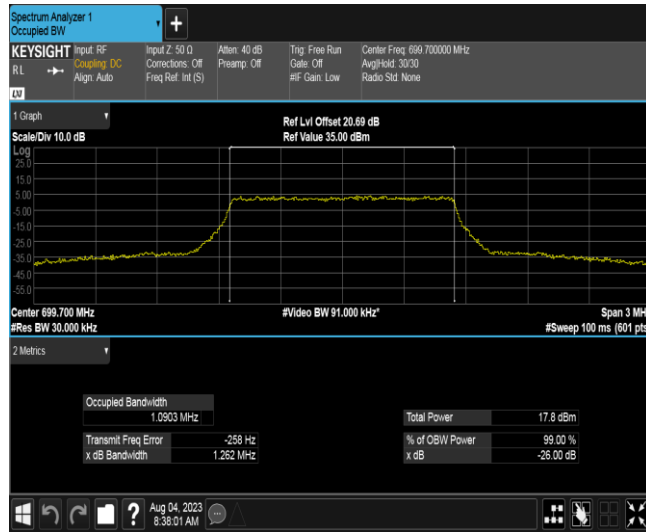 Spectrum Analyzer 1
Occupied BW
+
KEYSIGHT Input: RF Input Z: 50 Ω Atten: 40 dB Trig: Free Run Center Freq: 699.700000 MHz
RL Coupling: DC Corrections: Off Preamp: Off Gate: Off Avg|Hold: 30/30
Align: Auto Freq Ref: Int (S) #IF Gain: Low Radio Std: None
LXI
1 Graph
Ref Lvl Offset 20.69 dB
Scale/Div 10.0 dB Ref Value 35.00 dBm
Log
25.0
15.0
5.00
-5.00
-15.0
-25.0
-35.0
-45.0
-55.0
Center 699.700 MHz #Video BW 91.000 kHz* Span 3 MH
#Res BW 30.000 kHz #Sweep 100 ms (601 pts
2 Metrics
Occupied Bandwidth
1.0903 MHz Total Power 17.8 dBm
Transmit Freq Error -258 Hz % of OBW Power 99.00 %
x dB Bandwidth 1.262 MHz x dB -26.00 dB
? Aug 04, 2023
8:38:01 AM